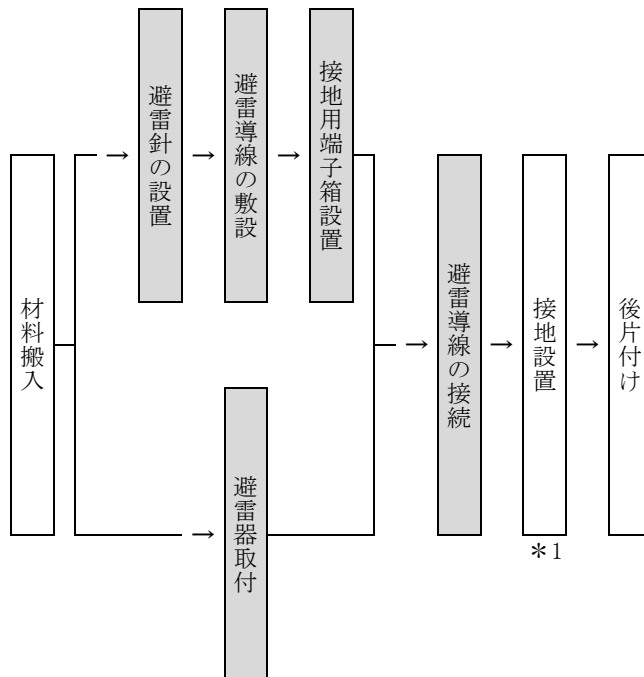 材料搬入
避雷針の設置
避雷導線の敷設
接地用端子箱設置
避雷器取付
避雷導線の接続
接地設置
＊1
後片付け